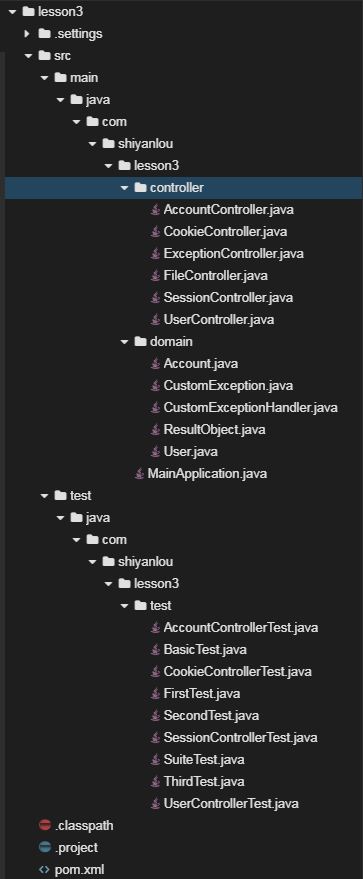 lesson3
.settings
src
main
java
com
shiyanlou
lesson3
controller
AccountController.java
CookieController.java
ExceptionController.java
FileController.java
SessionController.java
UserController.java
domain
Account.java
CustomException.java
CustomExceptionHandler.java
ResultObject.java
User.java
MainApplication.java
test
java
com
shiyanlou
lesson3
test
AccountControllerTest.java
BasicTest.java
CookieControllerTest.java
FirstTest.java
SecondTest.java
SessionControllerTest.java
SuiteTest.java
ThirdTest.java
UserControllerTest.java
.classpath
.project
pom.xml